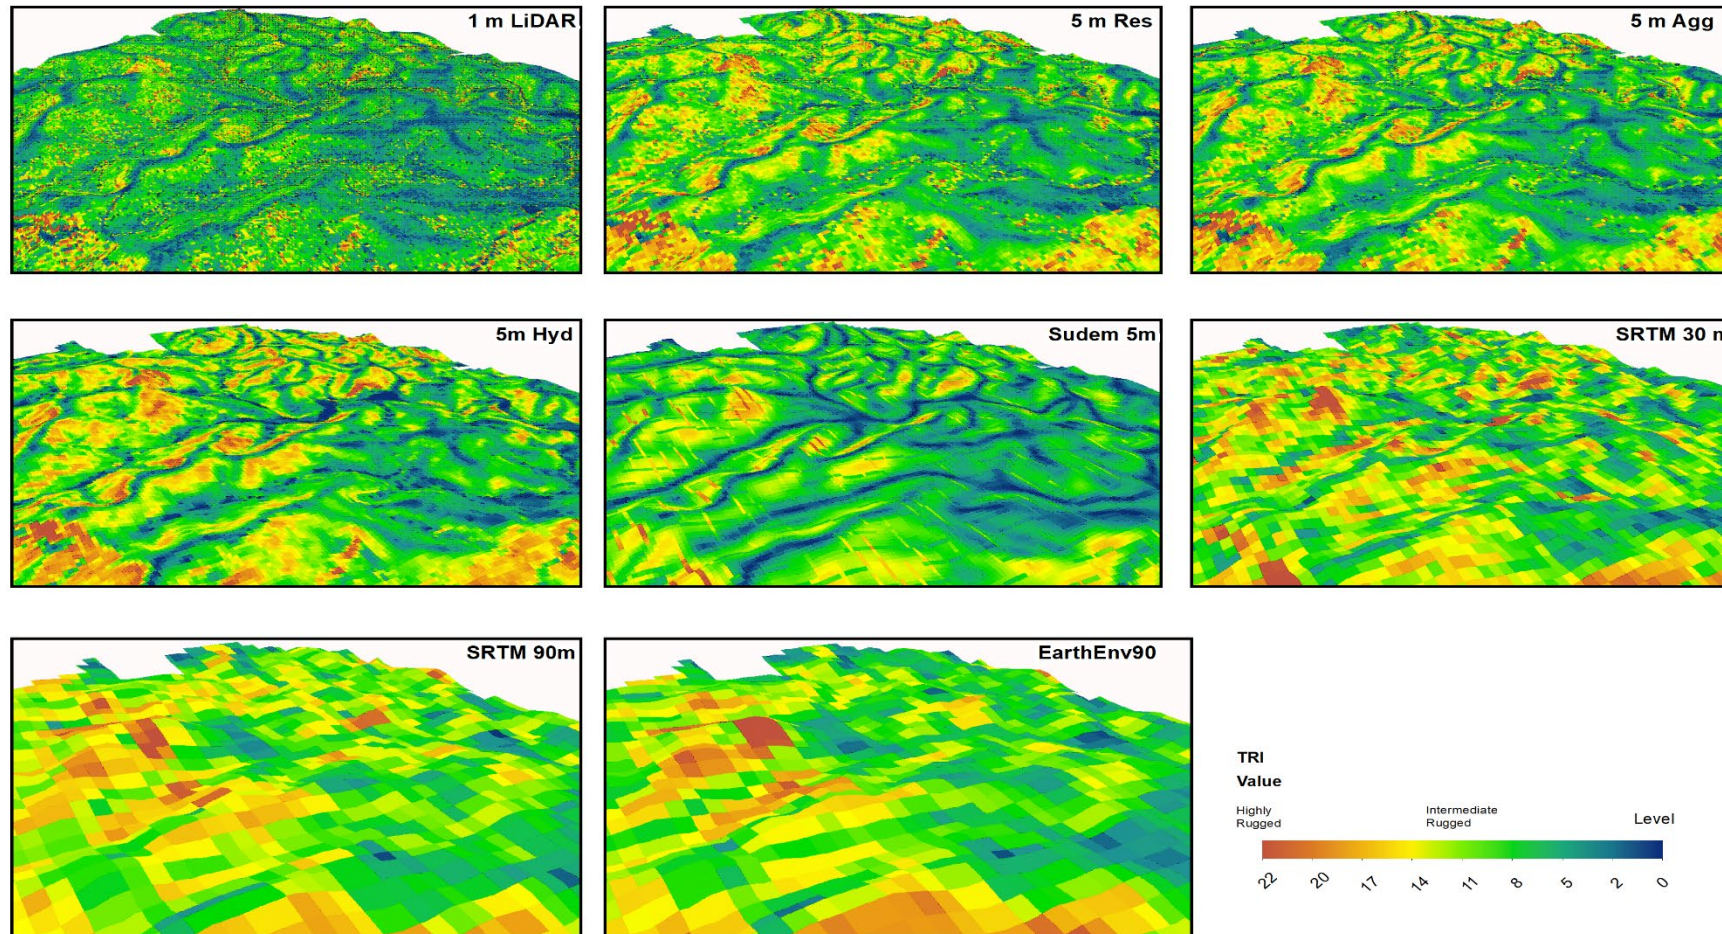 1 m LiDAR
5 m Res
5 m Agg
5m Hyd
Sudem 5m
SRTM 30 m
SRTM 90m
EarthEnv90
TRI
Value
Highly
Rugged
Intermediate
Rugged
Level
22 20 17 14 11 8 5 2 0